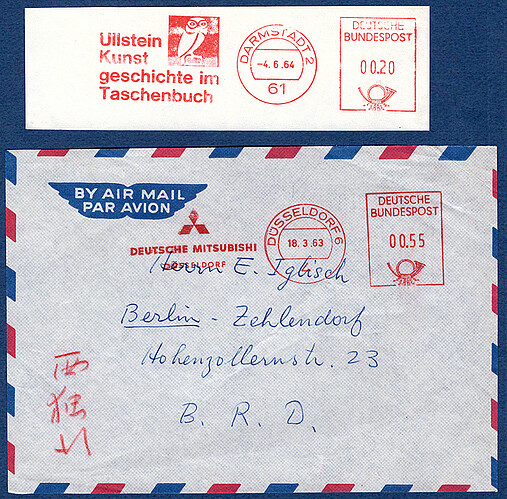 Ullstein
Kunst
geschichte im
Taschenbuch
DARMSTADT 2
-4.6.64
61
DEUTSCHE
BUNDESPOST
00.20
BY AIR MAIL
PAR AVION
DEUTSCHE MITSUBISHI
DÜSSELDORF
DÜSSELDORF 6
18.3.63
DEUTSCHE
BUNDESPOST
00.55
Herrn E. Iglisch
Berlin - Zehlendorf
Hohenzollernstr. 23
B. R. D.
西独